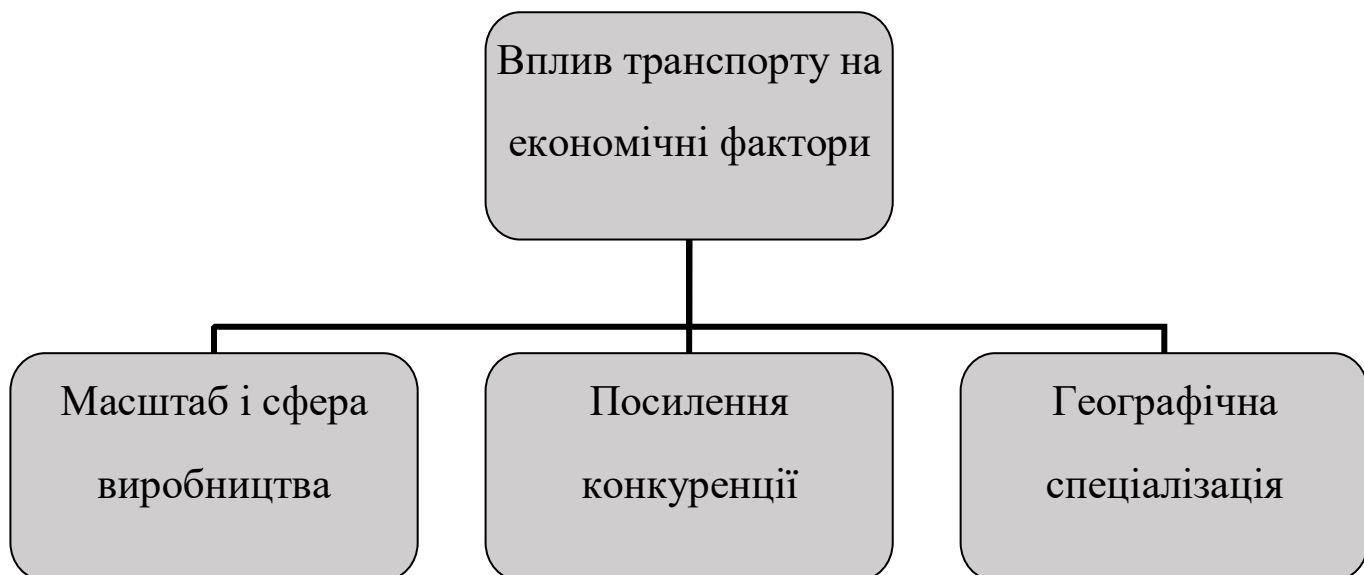 Вплив транспорту на
економічні фактори
Масштаб і сфера
виробництва
Посилення
конкуренції
Географічна
спеціалізація